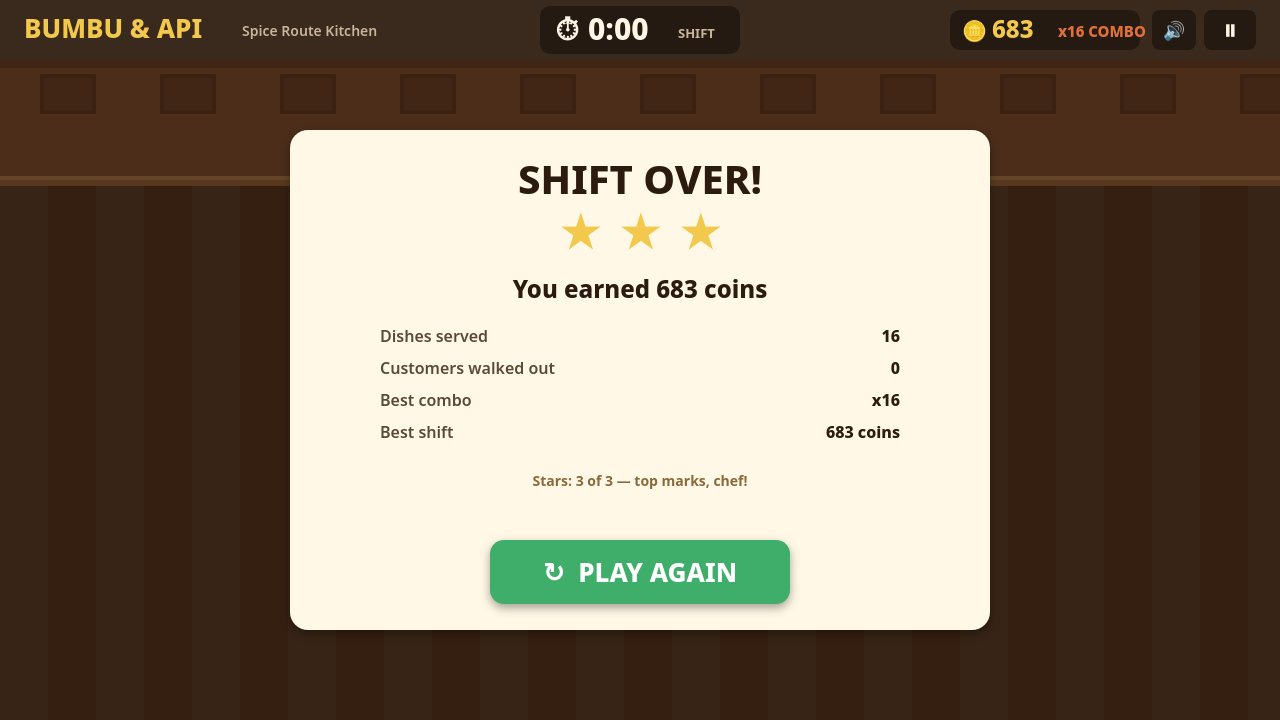 BUMBU & API
Spice Route Kitchen
0:00 SHIFT
683 x16 COMBO
SHIFT OVER!
You earned 683 coins
Dishes served 16
Customers walked out 0
Best combo x16
Best shift 683 coins
Stars: 3 of 3 — top marks, chef!
↻ PLAY AGAIN